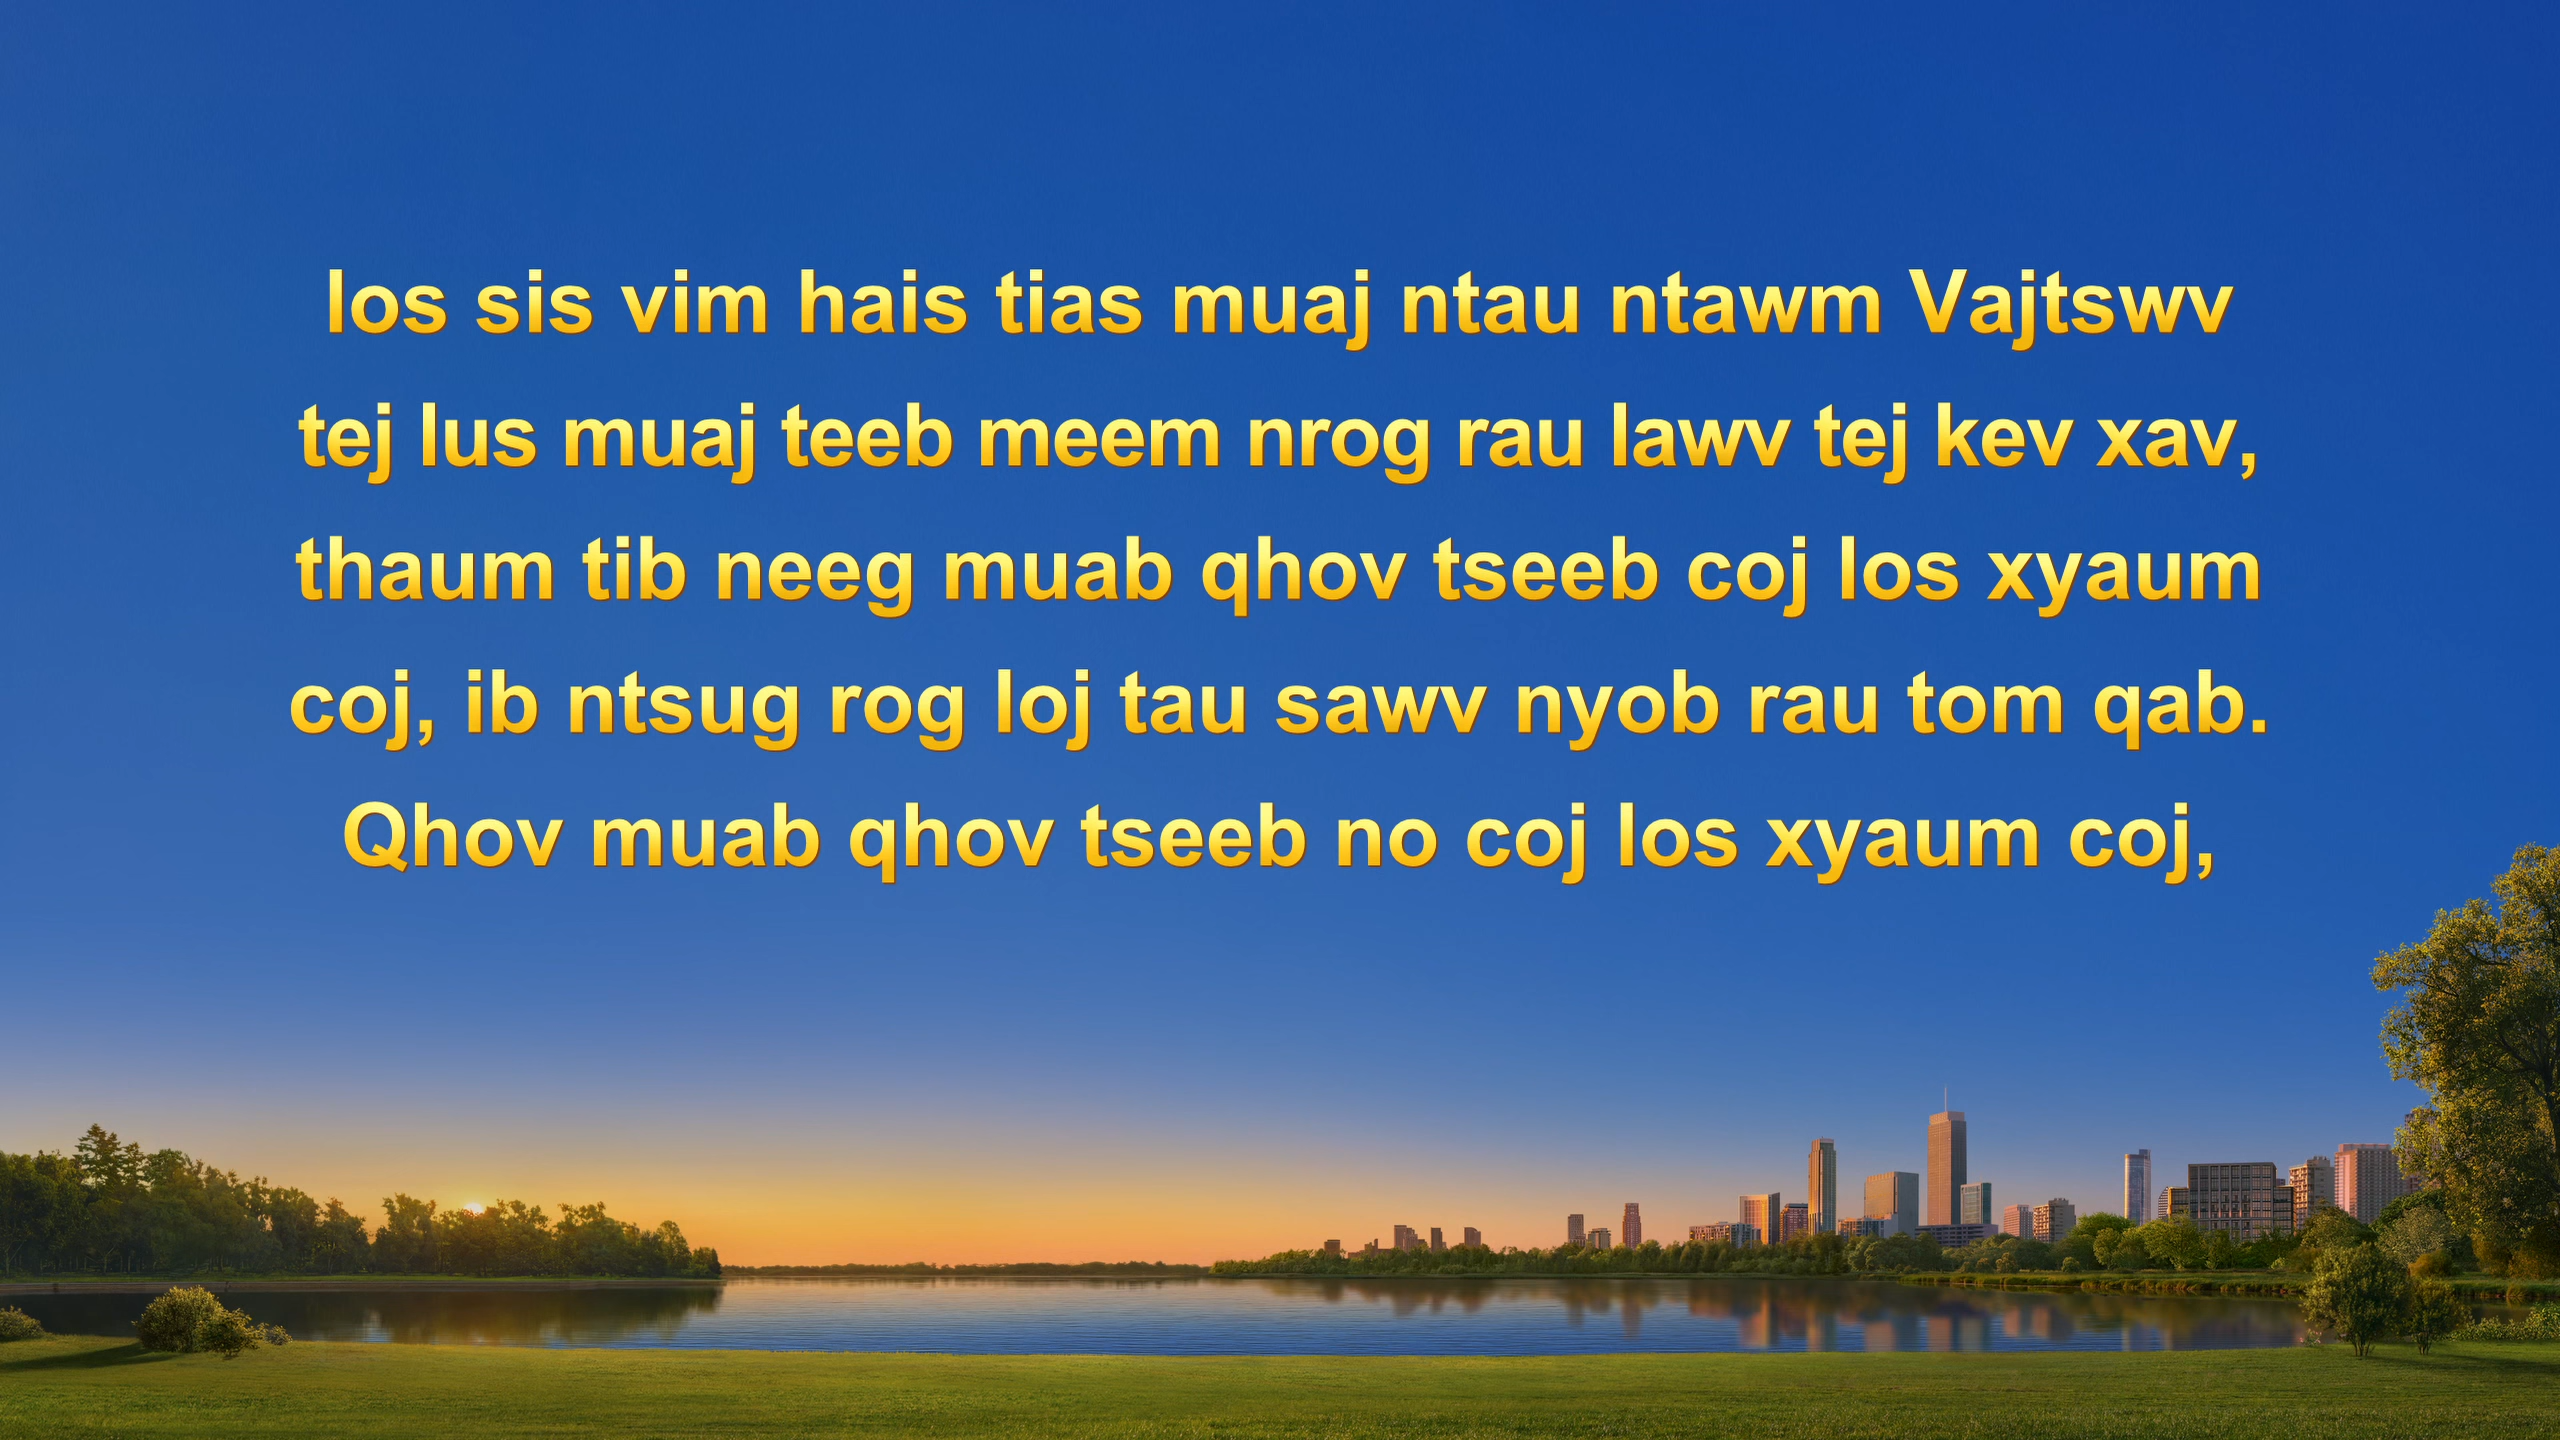 los sis vim hais tias muaj ntau ntawm Vajtswv
tej lus muaj teeb meem nrog rau lawv tej kev xav,
thaum tib neeg muab qhov tseeb coj los xyaum
coj, ib ntsug rog loj tau sawv nyob rau tom qab.
Qhov muab qhov tseeb no coj los xyaum coj,